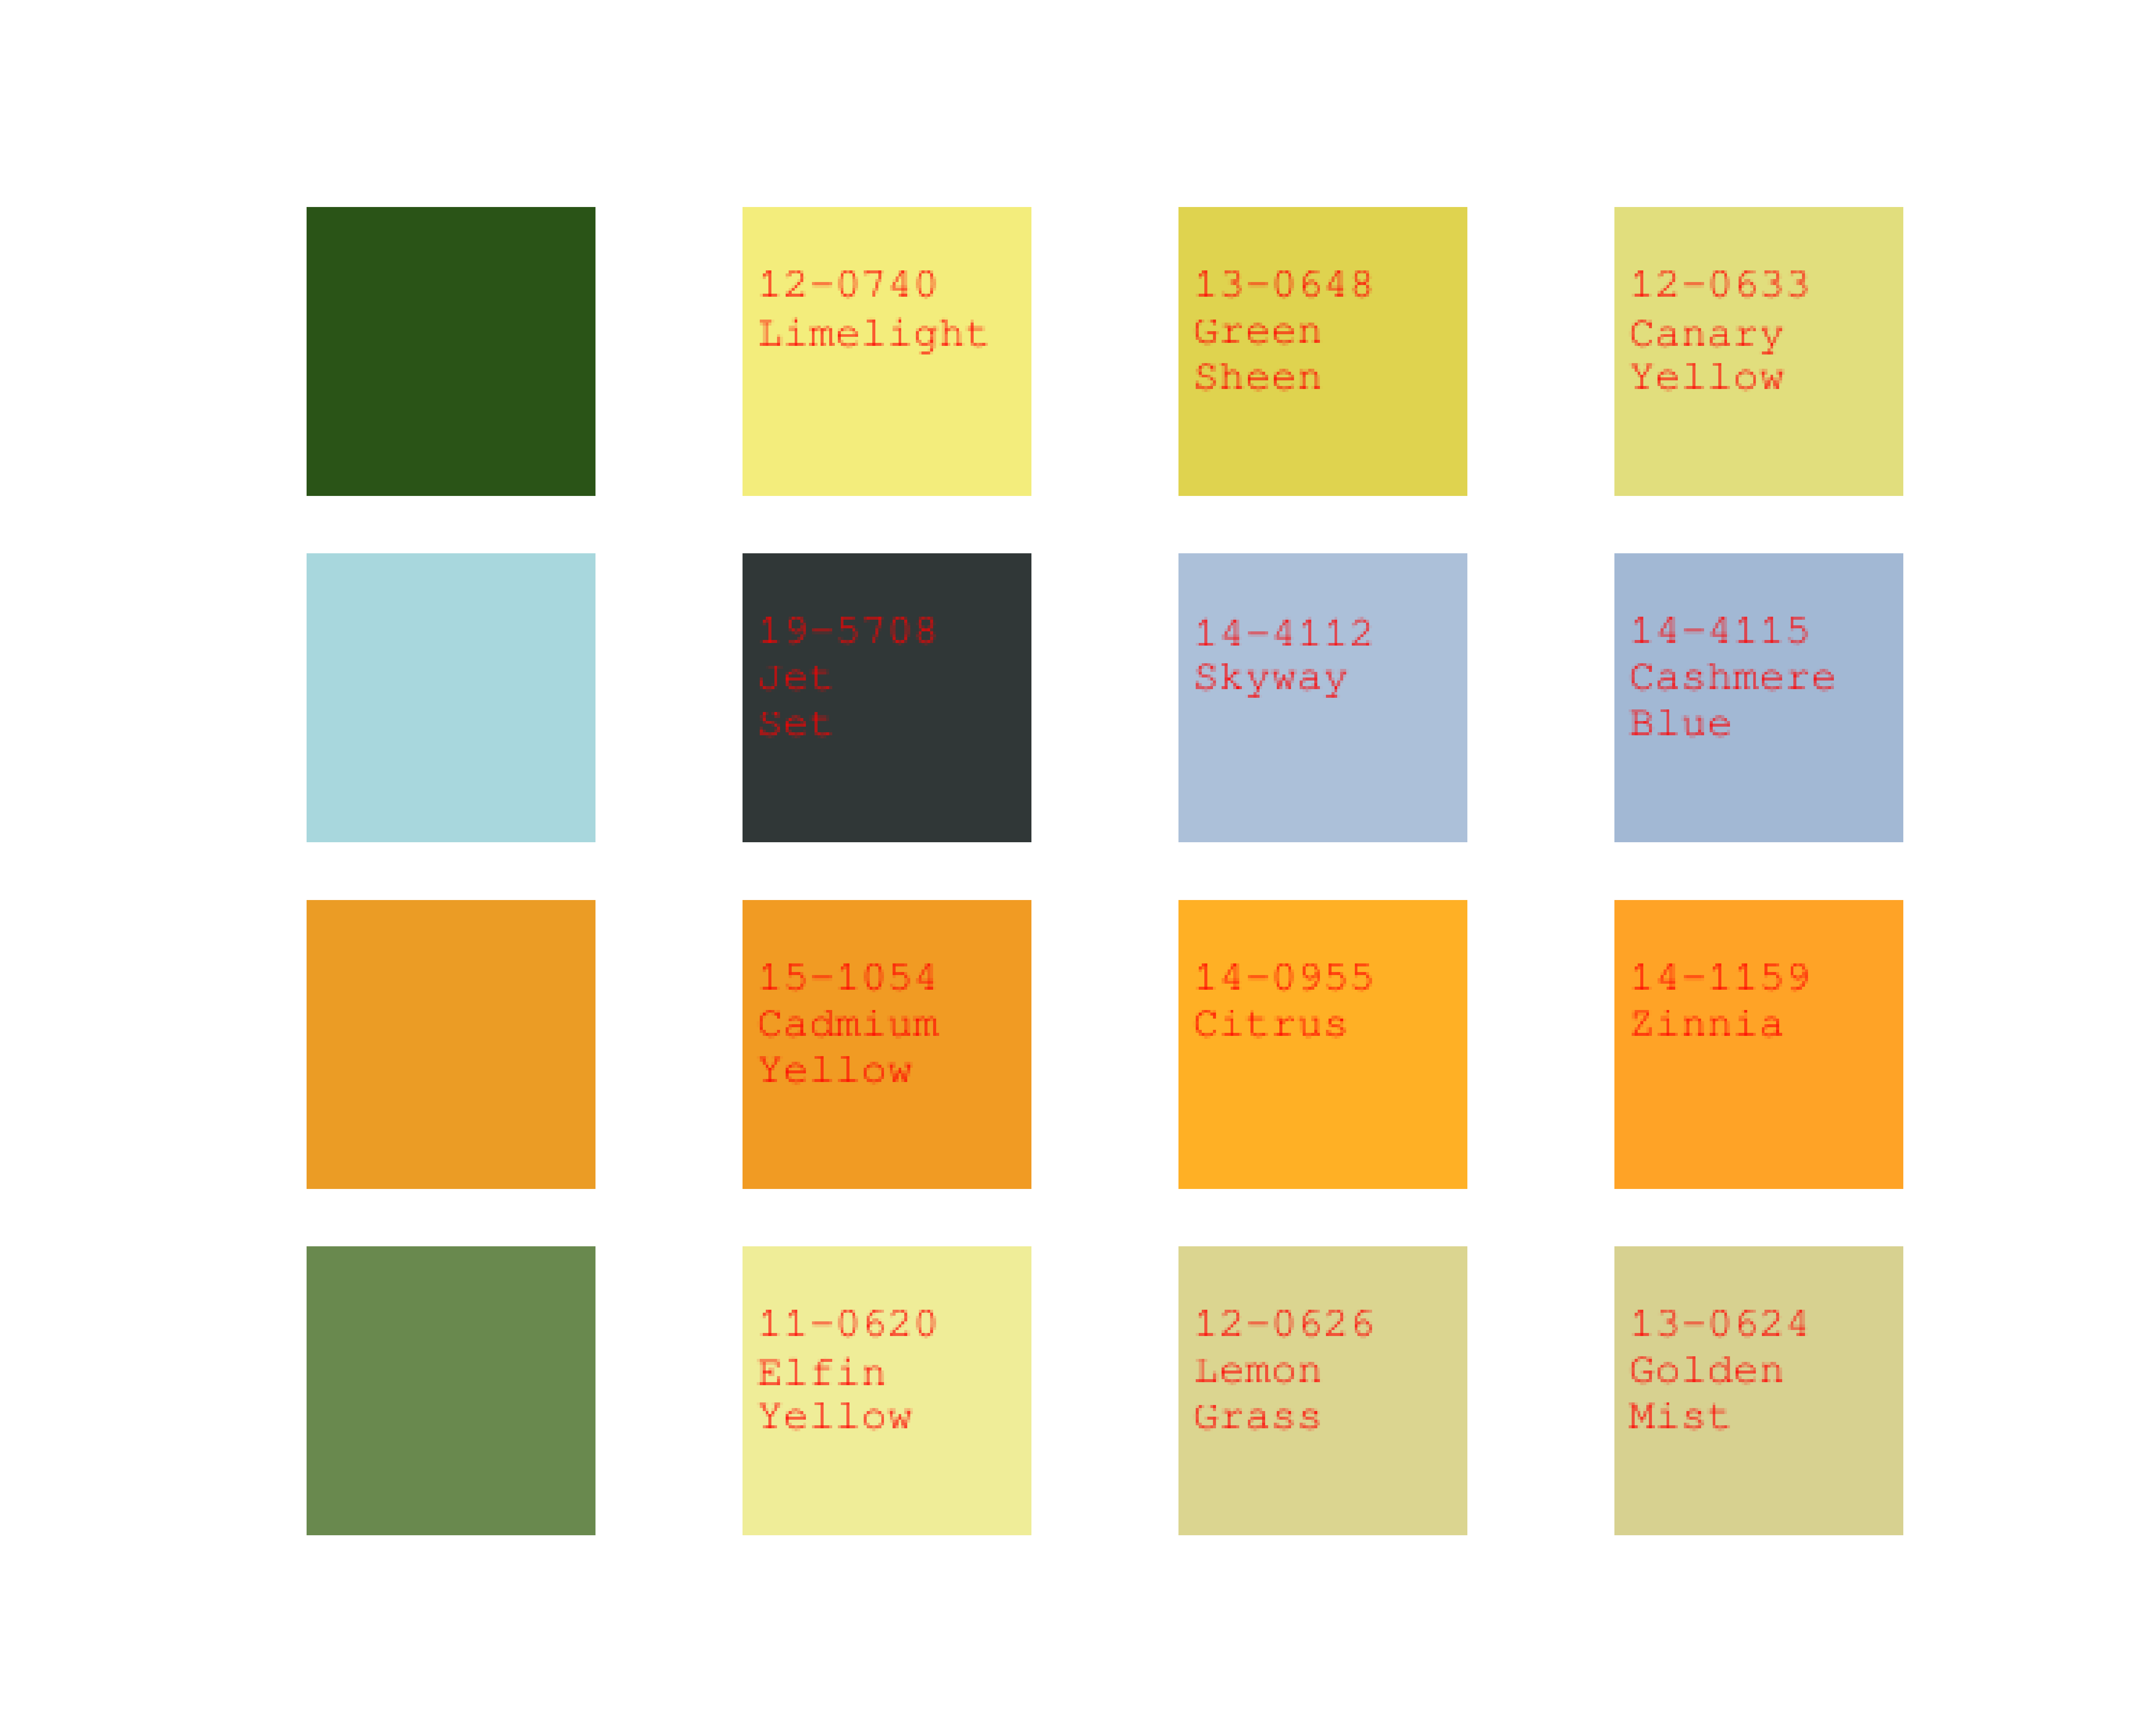 12-0740
Limelight
13-0648
Green
Sheen
12-0633
Canary
Yellow
19-5708
Jet
Set
14-4112
Skyway
14-4115
Cashmere
Blue
15-1054
Cadmium
Yellow
14-0955
Citrus
14-1159
Zinnia
11-0620
Elfin
Yellow
12-0626
Lemon
Grass
13-0624
Golden
Mist